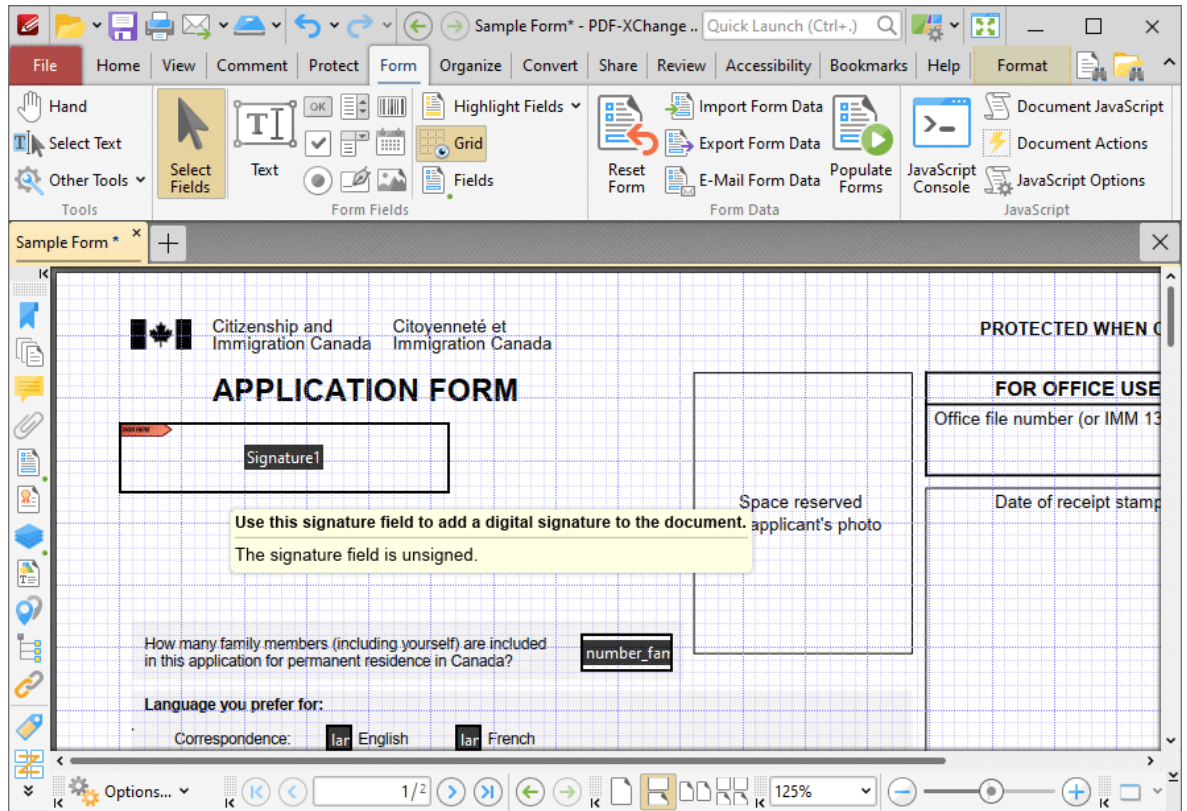 Sample Form* - PDF-XChange ..
Quick Launch (Ctrl+.)
File Home View Comment Protect Form Organize Convert Share Review Accessibility Bookmarks Help Format
Hand
Select Text
Other Tools
Tools
Select Fields
Text
OK
Highlight Fields
Grid
Fields
Form Fields
Reset Form
Import Form Data
Export Form Data
E-Mail Form Data
Populate Forms
Form Data
JavaScript Console
Document JavaScript
Document Actions
JavaScript Options
JavaScript
Sample Form *
Citizenship and Citoyenneté et
Immigration Canada Immigration Canada
PROTECTED WHEN
APPLICATION FORM
FOR OFFICE USE
Office file number (or IMM 13
SIGN HERE
Signature1
Space reserved
applicant's photo
Date of receipt stamp
Use this signature field to add a digital signature to the document.
The signature field is unsigned.
How many family members (including yourself) are included
in this application for permanent residence in Canada?
number_fam
Language you prefer for:
Correspondence: lan English lan French
Options...
1/2
125%